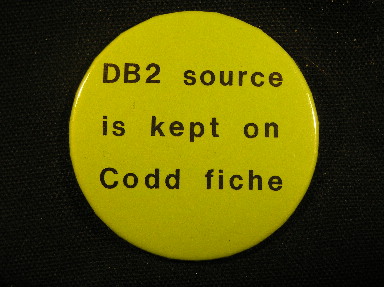 DB2 source
is kept on
Codd fiche